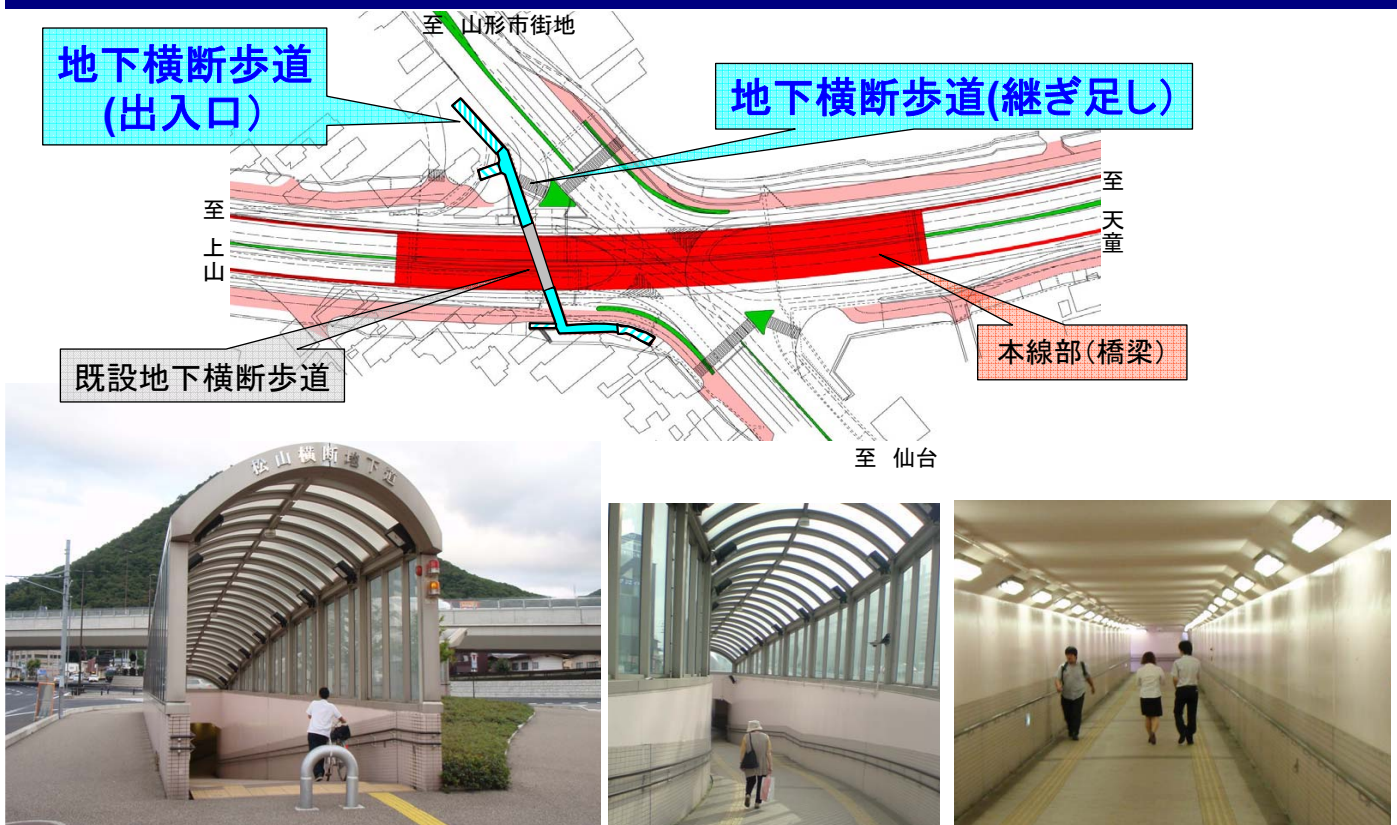 至 山形市街地
地下横断歩道
(出入口)
地下横断歩道(継ぎ足し)
至
上
山
至
天
童
既設地下横断歩道
本線部(橋梁)
至 仙台
松山横断地下道